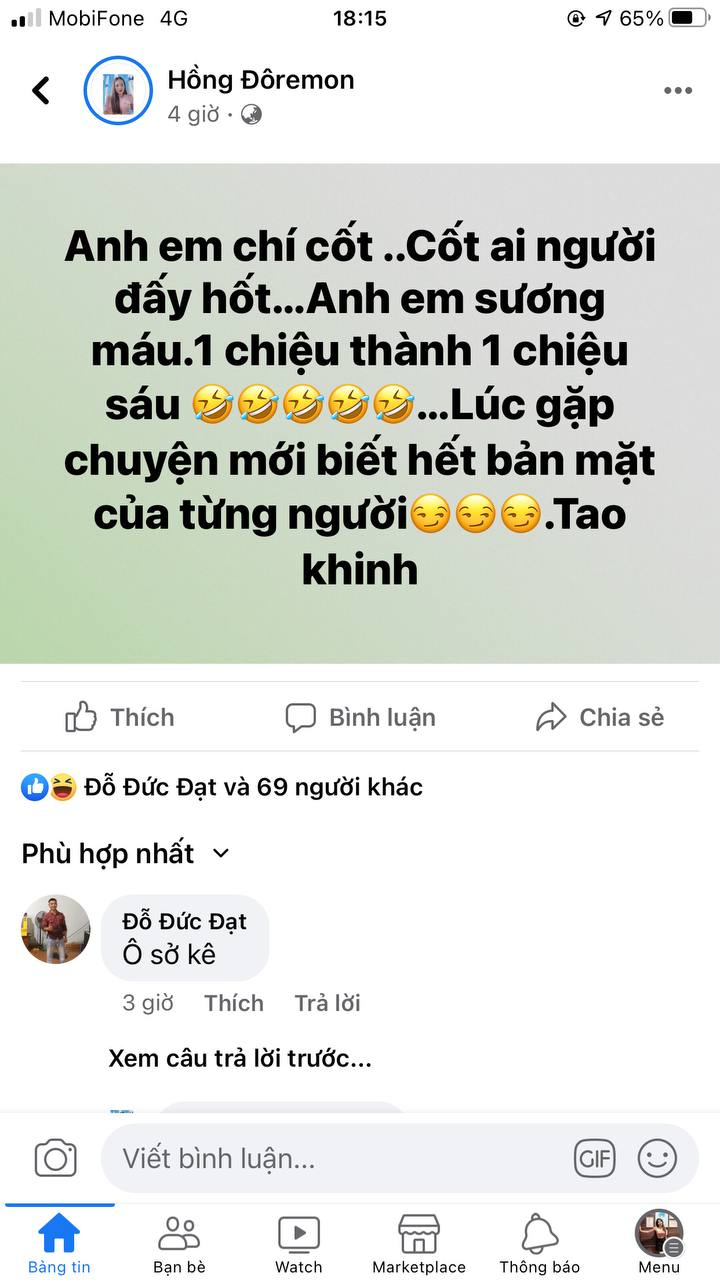 MobiFone 4G 18:15 65%
Hồng Đôremon
4 giờ ·
Anh em chí cốt ..Cốt ai người
đấy hốt...Anh em sương
máu.1 chiệu thành 1 chiệu
sáu 🤣🤣🤣🤣🤣...Lúc gặp
chuyện mới biết hết bản mặt
của từng người😏😏😏.Tao
khinh
Thích Bình luận Chia sẻ
Đỗ Đức Đạt và 69 người khác
Phù hợp nhất
Đỗ Đức Đạt
Ô sở kê
3 giờ Thích Trả lời
Xem câu trả lời trước...
Viết bình luận... GIF
Bảng tin Bạn bè Watch Marketplace Thông báo Menu